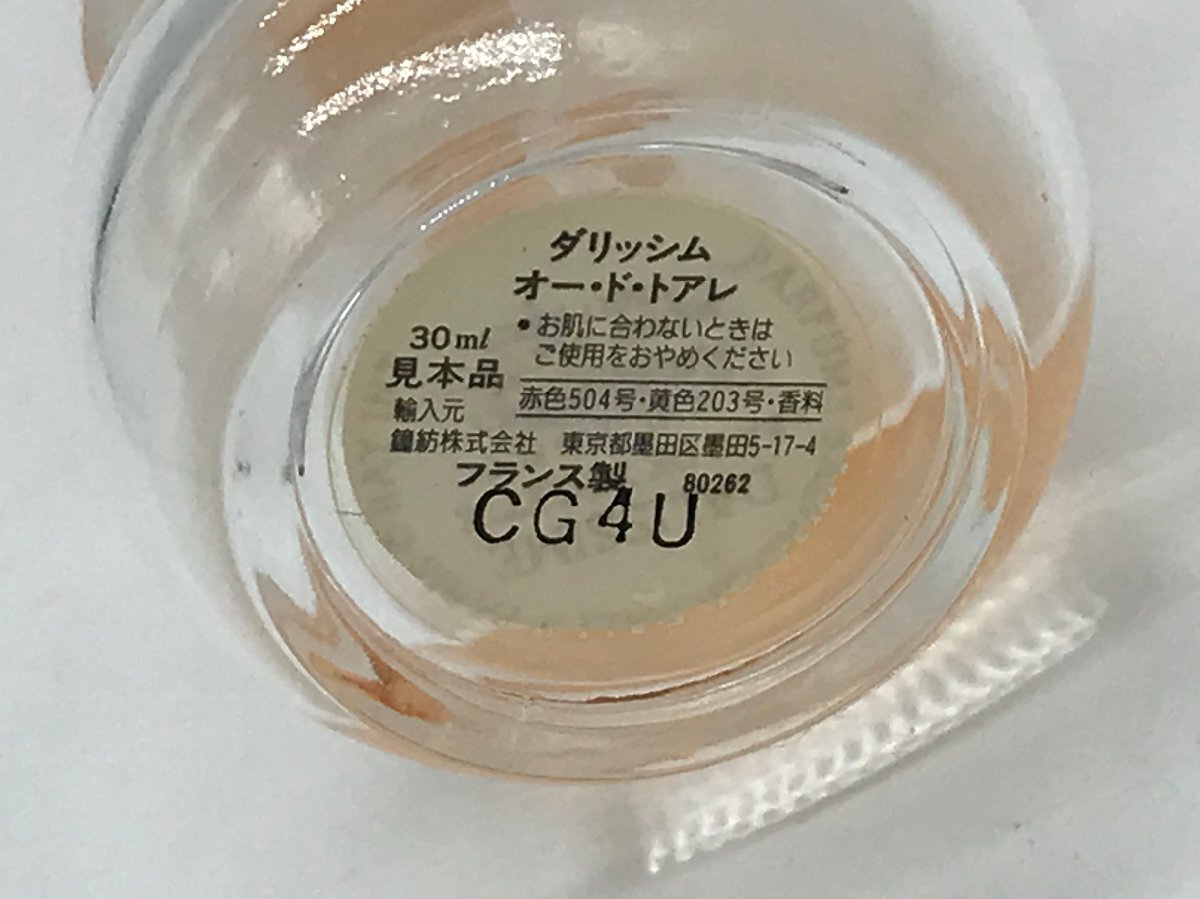 ダリッシム
オー・ド・トアレ
30ml
見本品
•お肌に合わないときは
ご使用をおやめください
赤色504号・黄色203号・香料
輸入元
鐘紡株式会社 東京都墨田区墨田5-17-4
フランス製 80262
CG4U
PARFUM